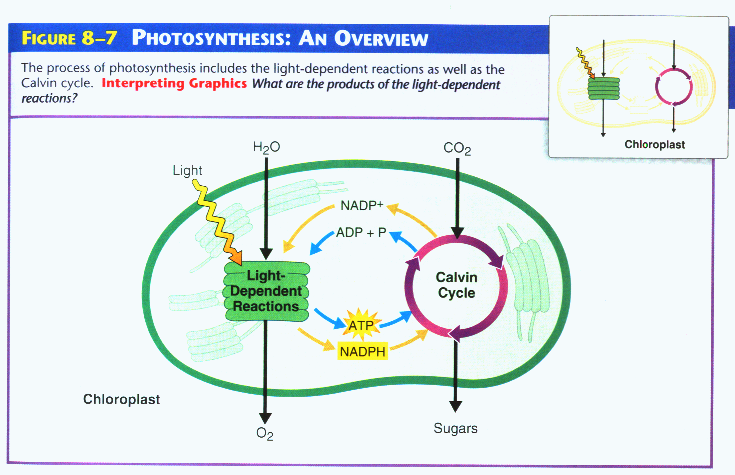 FIGURE 8–7 PHOTOSYNTHESIS: AN OVERVIEW
The process of photosynthesis includes the light-dependent reactions as well as the
Calvin cycle. Interpreting Graphics What are the products of the light-dependent
reactions?
Chloroplast
H₂O
CO₂
Light
NADP⁺
ADP + P
Light-
Dependent
Reactions
Calvin
Cycle
ATP
NADPH
Chloroplast
O₂
Sugars